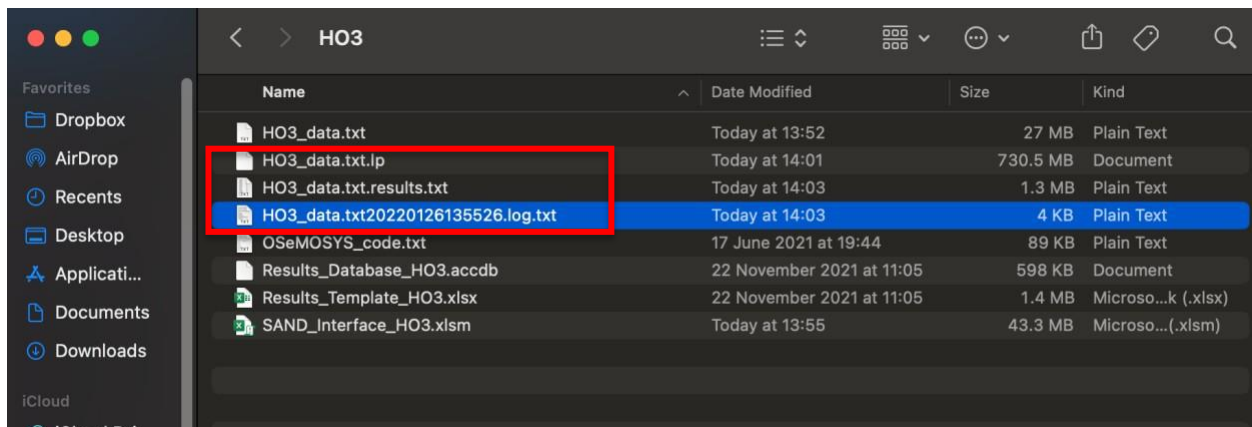 HO3
Favorites
Name Date Modified Size Kind
Dropbox
HO3_data.txt Today at 13:52 27 MB Plain Text
AirDrop
HO3_data.txt.lp Today at 14:01 730.5 MB Document
Recents
HO3_data.txt.results.txt Today at 14:03 1.3 MB Plain Text
HO3_data.txt20220126135526.log.txt Today at 14:03 4 KB Plain Text
Desktop
OSeMOSYS_code.txt 17 June 2021 at 19:44 89 KB Plain Text
Applicati...
Results_Database_HO3.accdb 22 November 2021 at 11:05 598 KB Document
Documents
Results_Template_HO3.xlsx 22 November 2021 at 11:05 1.4 MB Microso...k (.xlsx)
SAND_Interface_HO3.xlsm Today at 13:55 43.3 MB Microso...(.xlsm)
Downloads
iCloud